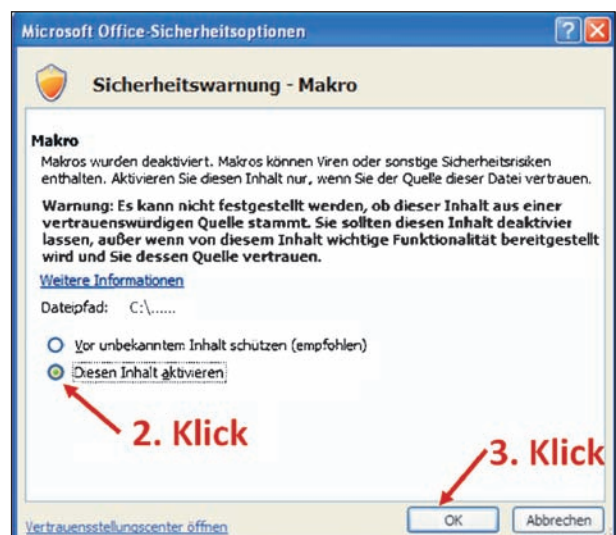 Microsoft Office-Sicherheitsoptionen
Sicherheitswarnung - Makro
Makro
Makros wurden deaktiviert. Makros können Viren oder sonstige Sicherheitsrisiken
enthalten. Aktivieren Sie diesen Inhalt nur, wenn Sie der Quelle dieser Datei vertrauen.
Warnung: Es kann nicht festgestellt werden, ob dieser Inhalt aus einer
vertrauenswürdigen Quelle stammt. Sie sollten diesen Inhalt deaktivier
lassen, außer wenn von diesem Inhalt wichtige Funktionalität bereitgestellt
wird und Sie dessen Quelle vertrauen.
Weitere Informationen
Dateipfad: C:\......
Vor unbekanntem Inhalt schützen (empfohlen)
Diesen Inhalt aktivieren
2. Klick
3. Klick
Vertrauensstellungscenter öffnen
OK
Abbrechen